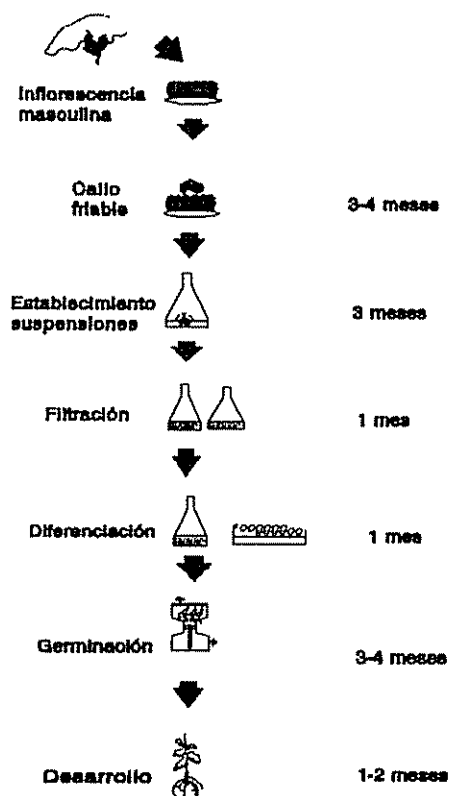 Inflorescencia
masculina
Callo
friable
3-4 meses
Establecimiento
suspensiones
3 meses
Filtración
1 mes
Diferenciación
1 mes
Germinación
3-4 meses
Desarrollo
1-2 meses